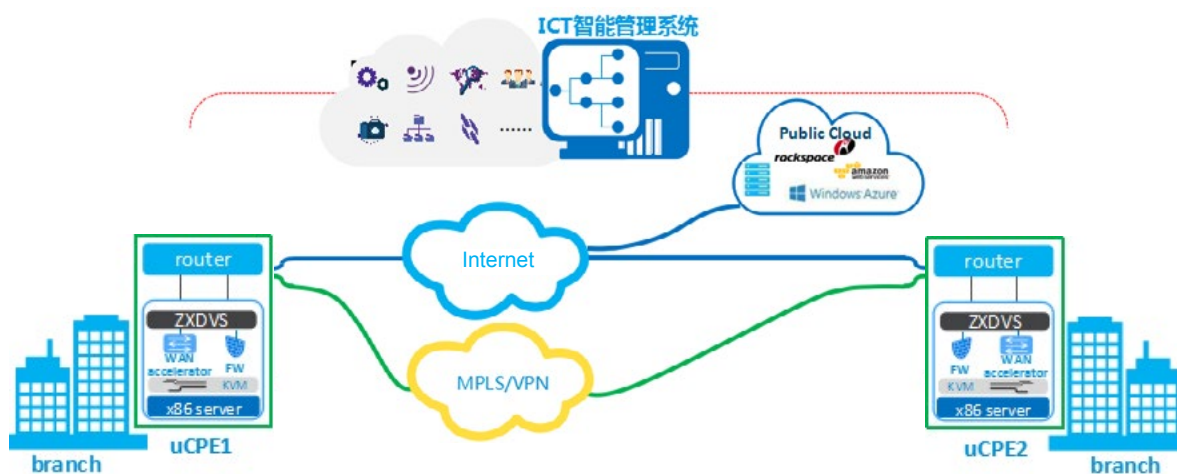 ICT智能管理系统
......
Public Cloud
rackspace
amazon
web services
Windows Azure
Internet
MPLS/VPN
router
ZXDVS
WAN
accelerator
FW
KVM
x86 server
uCPE1
branch
router
ZXDVS
FW
WAN
accelerator
KVM
x86 server
uCPE2
branch